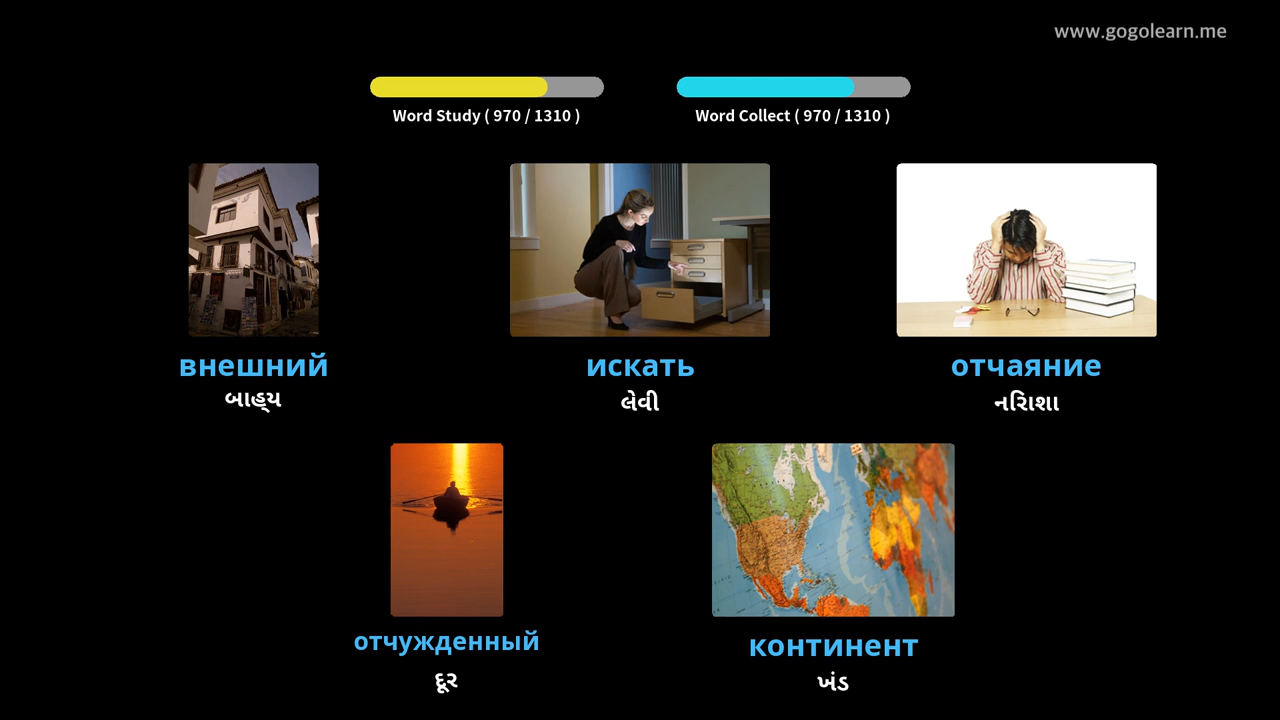 www.gogolearn.me
Word Study ( 970 / 1310 )
Word Collect ( 970 / 1310 )
внешний
બાહ્ય
искать
લેવી
отчаяние
નિરાશા
отчужденный
દૂર
континент
ખંડ